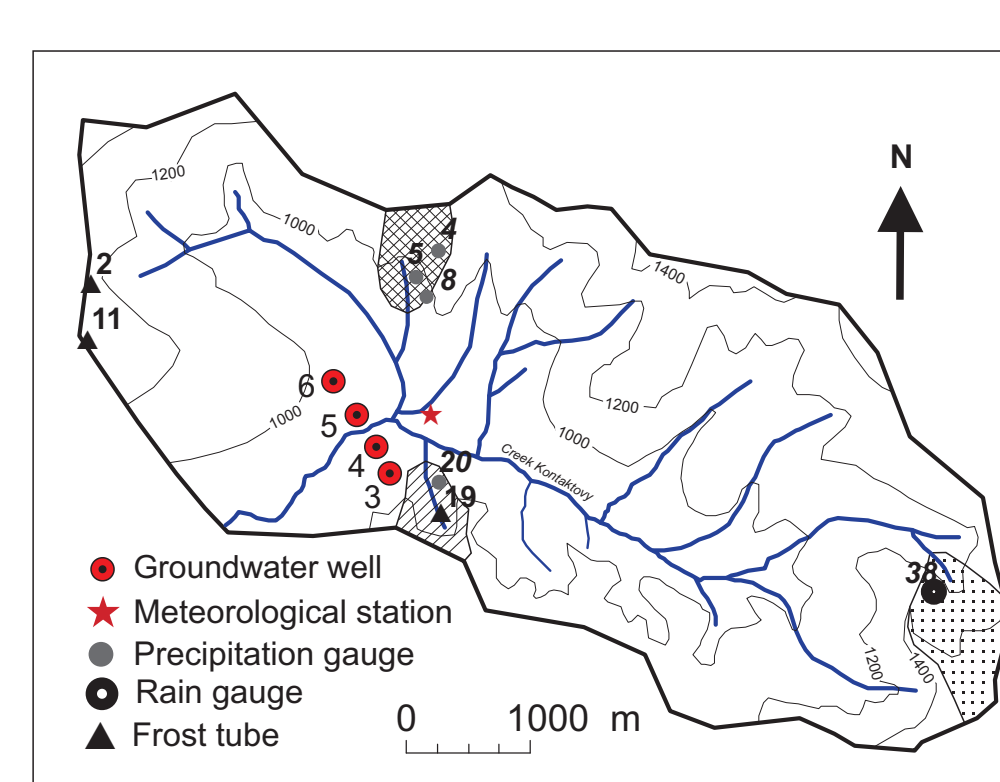 N
1200
1000
4
5
8
1400
2
11
6
5
4
3
1000
1200
1000
Creek Kontaktovy
20
19
38
1200
1400
Groundwater well
Meteorological station
Precipitation gauge
Rain gauge
Frost tube
0 1000 m